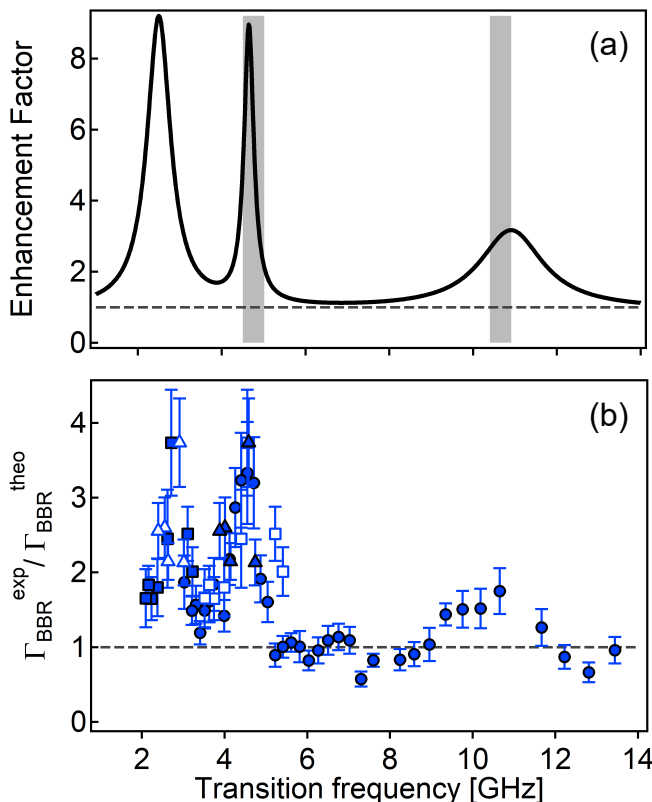 (a)
Enhancement Factor
8
6
4
2
0
(b)
Γ_BBR^exp / Γ_BBR^theo
4
3
2
1
0
2 4 6 8 10 12 14
Transition frequency [GHz]